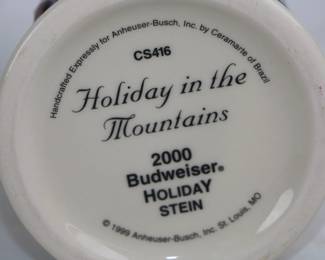 Handcrafted Expressly for Anheuser-Busch, Inc. by Ceramarte of Brazil
CS416
Holiday in the
Mountains
2000
Budweiser®
HOLIDAY
STEIN
© 1999 Anheuser-Busch, Inc. St. Louis, MO